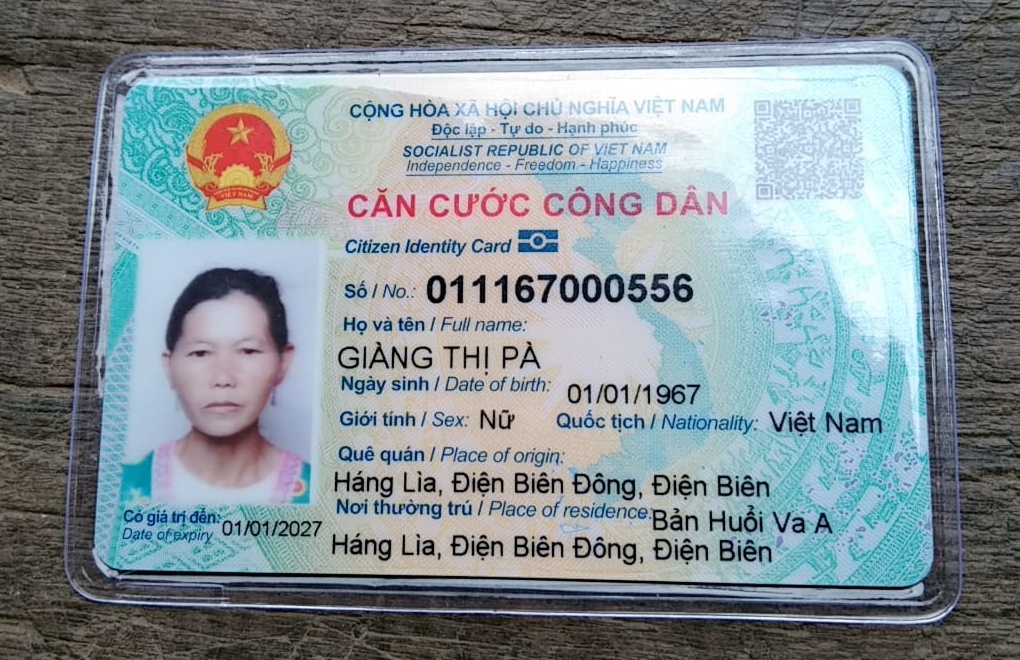 CỘNG HÒA XÃ HỘI CHỦ NGHĨA VIỆT NAM
Độc lập - Tự do - Hạnh phúc
SOCIALIST REPUBLIC OF VIET NAM
Independence - Freedom - Happiness
CĂN CƯỚC CÔNG DÂN
Citizen Identity Card
Số / No.: 011167000556
Họ và tên / Full name:
GIÀNG THỊ PÀ
Ngày sinh / Date of birth: 01/01/1967
Giới tính / Sex: Nữ Quốc tịch / Nationality: Việt Nam
Quê quán / Place of origin:
Háng Lìa, Điện Biên Đông, Điện Biên
Nơi thường trú / Place of residence: Bản Huổi Va A
Háng Lìa, Điện Biên Đông, Điện Biên
Có giá trị đến: 01/01/2027
Date of expiry
VIỆT NAM